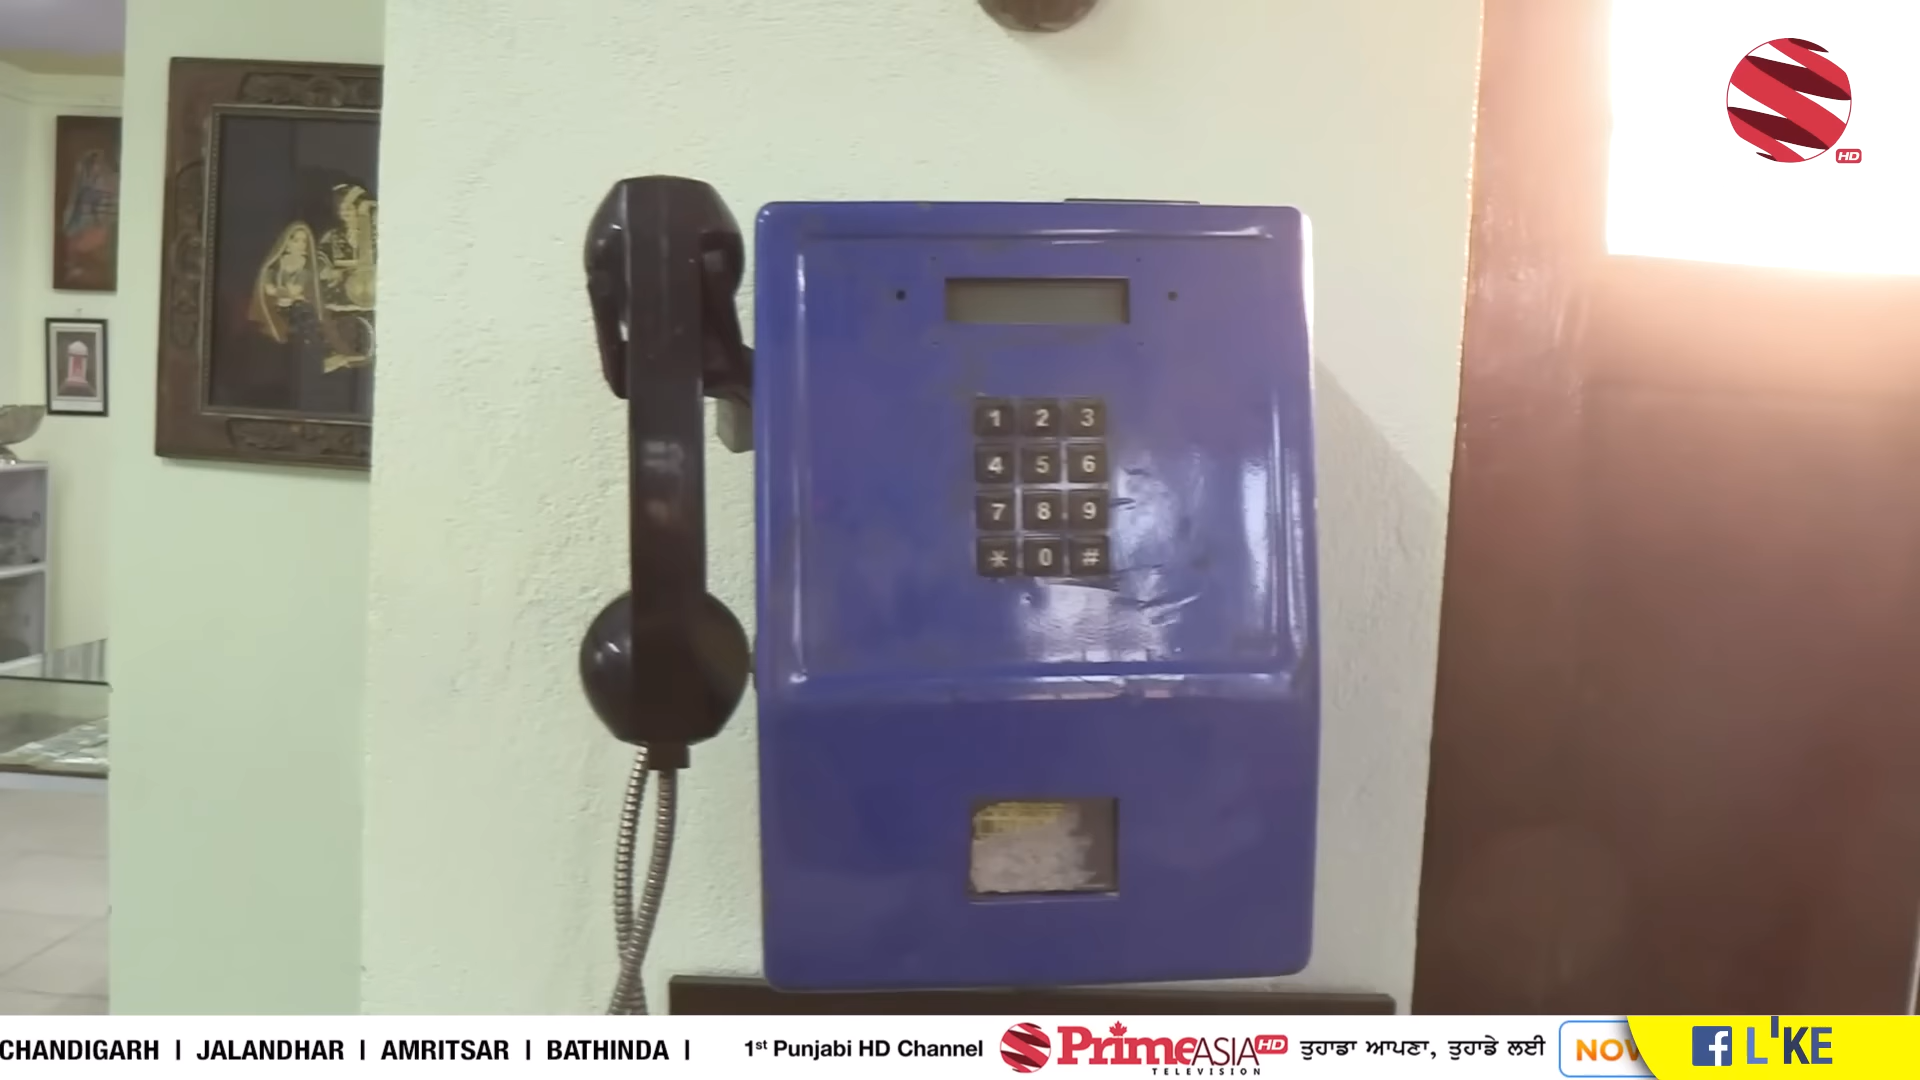 HD
1 2 3
4 5 6
7 8 9
* 0 #
CHANDIGARH | JALANDHAR | AMRITSAR | BATHINDA | 1st Punjabi HD Channel PrimeASIA HD TELEVISION ਤੁਹਾਡਾ ਆਪਣਾ, ਤੁਹਾਡੇ ਲਈ LIKE